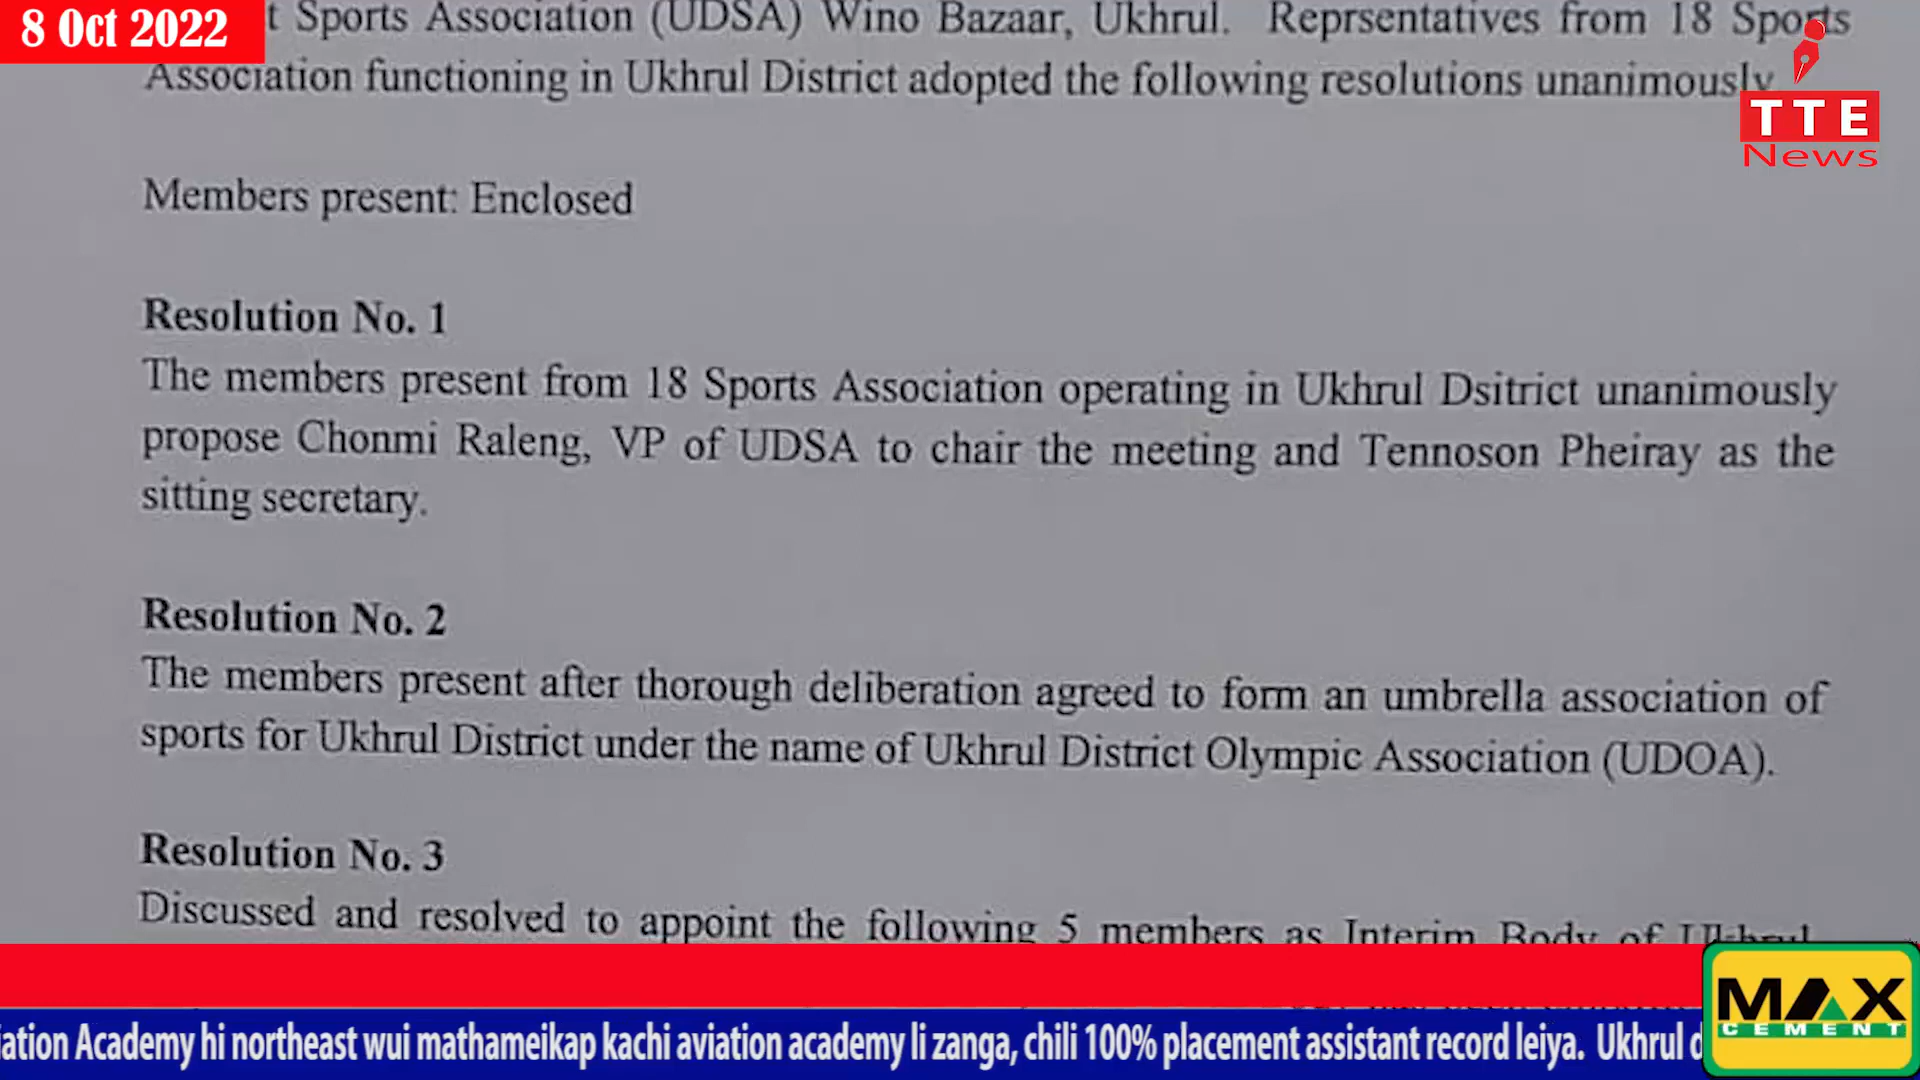 8 Oct 2022
t Sports Association (UDSA) Wino Bazaar, Ukhrul. Reprsentatives from 18 Sports
Association functioning in Ukhrul District adopted the following resolutions unanimously
TTE
News
Members present: Enclosed
Resolution No. 1
The members present from 18 Sports Association operating in Ukhrul Dsitrict unanimously
propose Chonmi Raleng, VP of UDSA to chair the meeting and Tennoson Pheiray as the
sitting secretary.
Resolution No. 2
The members present after thorough deliberation agreed to form an umbrella association of
sports for Ukhrul District under the name of Ukhrul District Olympic Association (UDOA).
Resolution No. 3
Discussed and resolved to appoint the following 5 members as Interim Body of Ukhrul
MAX
CEMENT
iation Academy hi northeast wui mathameikap kachi aviation academy li zanga, chili 100% placement assistant record leiya. Ukhrul d